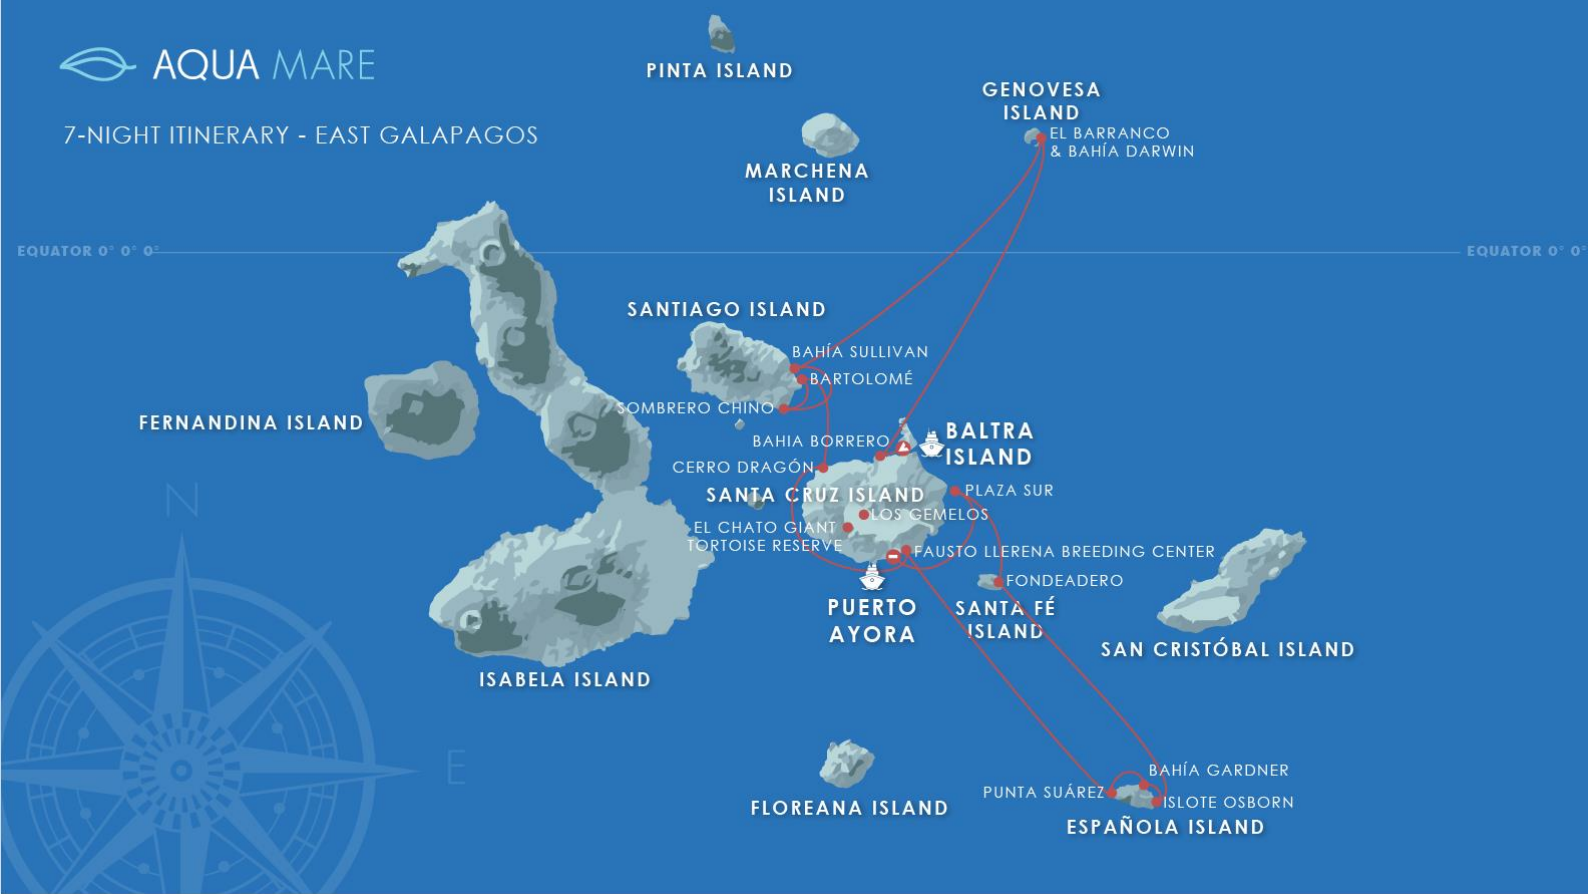 AQUA MARE
7-NIGHT ITINERARY - EAST GALAPAGOS
PINTA ISLAND
GENOVESA
ISLAND
EL BARRANCO
& BAHÍA DARWIN
MARCHENA
ISLAND
EQUATOR 0° 0° 0°
EQUATOR 0° 0°
SANTIAGO ISLAND
BAHÍA SULLIVAN
BARTOLOMÉ
SOMBRERO CHINO
FERNANDINA ISLAND
BAHIA BORRERO
BALTRA
ISLAND
CERRO DRAGÓN
SANTA CRUZ ISLAND
PLAZA SUR
LOS GEMELOS
EL CHATO GIANT
TORTOISE RESERVE
FAUSTO LLERENA BREEDING CENTER
FONDEADERO
PUERTO
AYORA
SANTA FÉ
ISLAND
SAN CRISTÓBAL ISLAND
ISABELA ISLAND
N
E
BAHÍA GARDNER
PUNTA SUÁREZ
ISLOTE OSBORN
ESPAÑOLA ISLAND
FLOREANA ISLAND